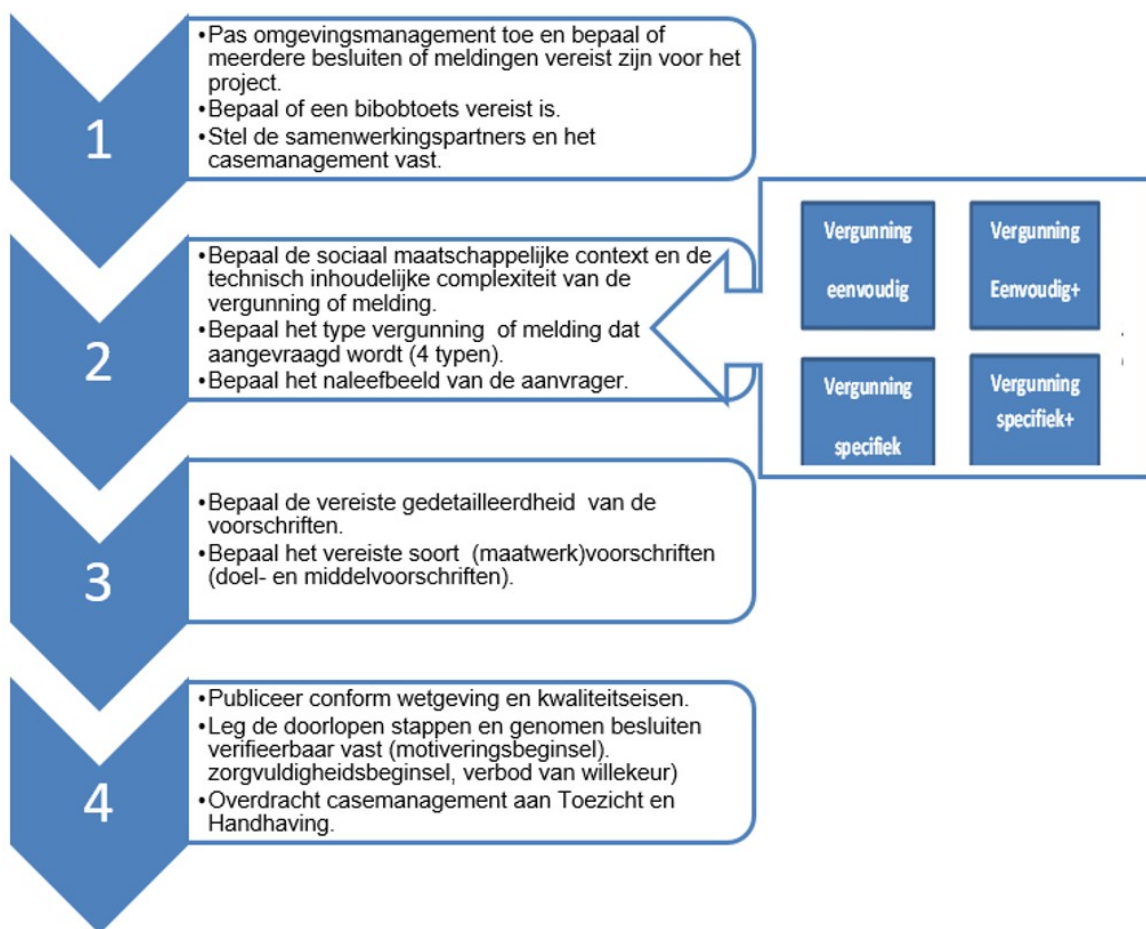 1
•Pas omgevingsmanagement toe en bepaal of
meerdere besluiten of meldingen vereist zijn voor het
project.
•Bepaal of een bibobtoets vereist is.
•Stel de samenwerkingspartners en het
casemanagement vast.
2
•Bepaal de sociaal maatschappelijke context en de
technisch inhoudelijke complexiteit van de
vergunning of melding.
•Bepaal het type vergunning of melding dat
aangevraagd wordt (4 typen).
•Bepaal het naleefbeeld van de aanvrager.
Vergunning
eenvoudig
Vergunning
Eenvoudig+
Vergunning
specifiek
Vergunning
specifiek+
3
•Bepaal de vereiste gedetailleerdheid van de
voorschriften.
•Bepaal het vereiste soort (maatwerk)voorschriften
(doel- en middelvoorschriften).
4
•Publiceer conform wetgeving en kwaliteitseisen.
•Leg de doorlopen stappen en genomen besluiten
verifieerbaar vast (motiveringsbeginsel).
zorgvuldigheidsbeginsel, verbod van willekeur)
•Overdracht casemanagement aan Toezicht en
Handhaving.